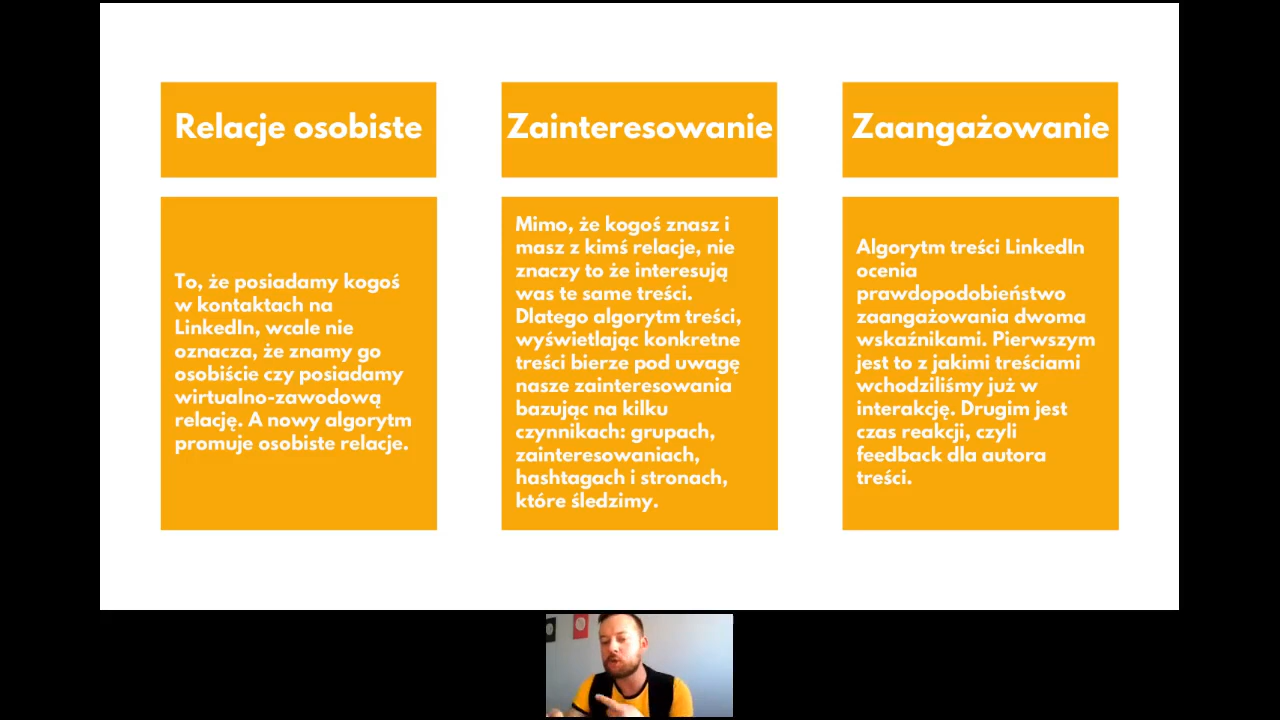 Relacje osobiste
To, że posiadamy kogoś
w kontaktach na
LinkedIn, wcale nie
oznacza, że znamy go
osobiście czy posiadamy
wirtualno-zawodową
relację. A nowy algorytm
promuje osobiste relacje.
Zainteresowanie
Mimo, że kogoś znasz i
masz z kimś relacje, nie
znaczy to że interesują
was te same treści.
Dlatego algorytm treści,
wyświetlając konkretne
treści bierze pod uwagę
nasze zainteresowania
bazując na kilku
czynnikach: grupach,
zainteresowaniach,
hashtagach i stronach,
które śledzimy.
Zaangażowanie
Algorytm treści LinkedIn
ocenia
prawdopodobieństwo
zaangażowania dwoma
wskaźnikami. Pierwszym
jest to z jakimi treściami
wchodziliśmy już w
interakcję. Drugim jest
czas reakcji, czyli
feedback dla autora
treści.